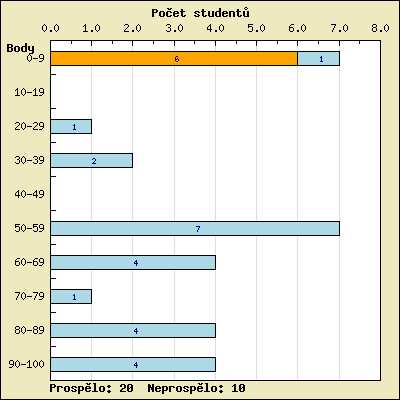 Počet studentů
0.0 1.0 2.0 3.0 4.0 5.0 6.0 7.0 8.0
Body
0-9 6 1
10-19
20-29 1
30-39 2
40-49
50-59 7
60-69 4
70-79 1
80-89 4
90-100 4
Prospělo: 20 Neprospělo: 10